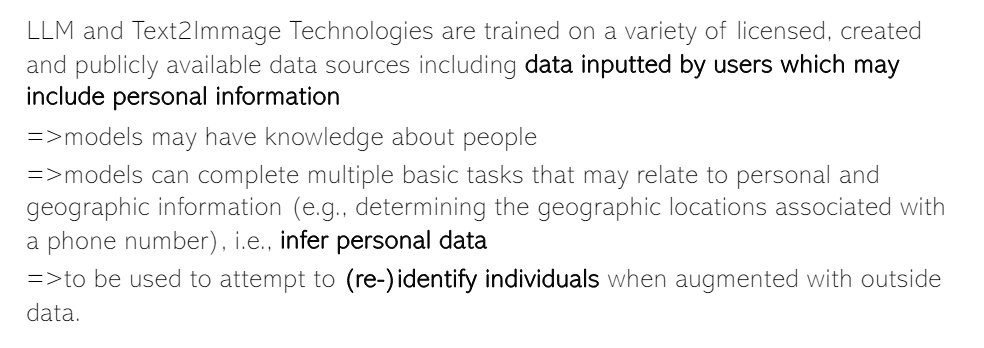 LLM and Text2Immage Technologies are trained on a variety of licensed, created
and publicly available data sources including data inputted by users which may
include personal information
=>models may have knowledge about people
=>models can complete multiple basic tasks that may relate to personal and
geographic information (e.g., determining the geographic locations associated with
a phone number), i.e., infer personal data
=>to be used to attempt to (re-)identify individuals when augmented with outside
data.